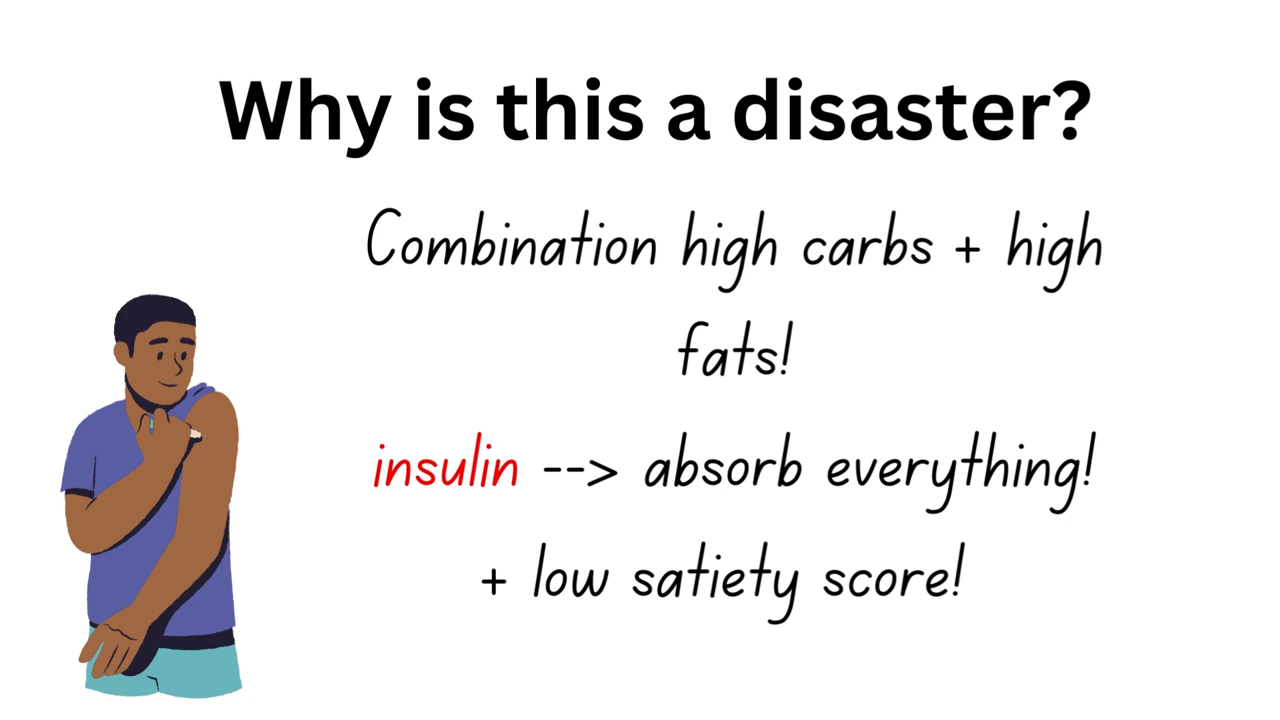 Why is this a disaster?
Combination high carbs + high
fats!
insulin --> absorb everything!
+ low satiety score!